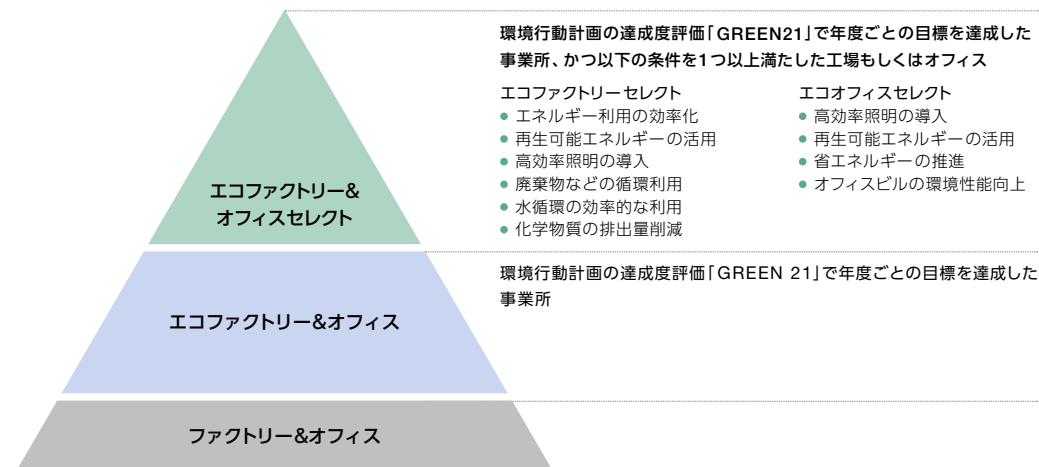 環境行動計画の達成度評価「GREEN21」で年度ごとの目標を達成した
事業所、かつ以下の条件を1つ以上満たした工場もしくはオフィス
エコファクトリーセレクト
● エネルギー利用の効率化
● 再生可能エネルギーの活用
● 高効率照明の導入
● 廃棄物などの循環利用
● 水循環の効率的な利用
● 化学物質の排出量削減
エコオフィスセレクト
● 高効率照明の導入
● 再生可能エネルギーの活用
● 省エネルギーの推進
● オフィスビルの環境性能向上
エコファクトリー&
オフィスセレクト
環境行動計画の達成度評価「GREEN 21」で年度ごとの目標を達成した
事業所
エコファクトリー&オフィス
ファクトリー&オフィス